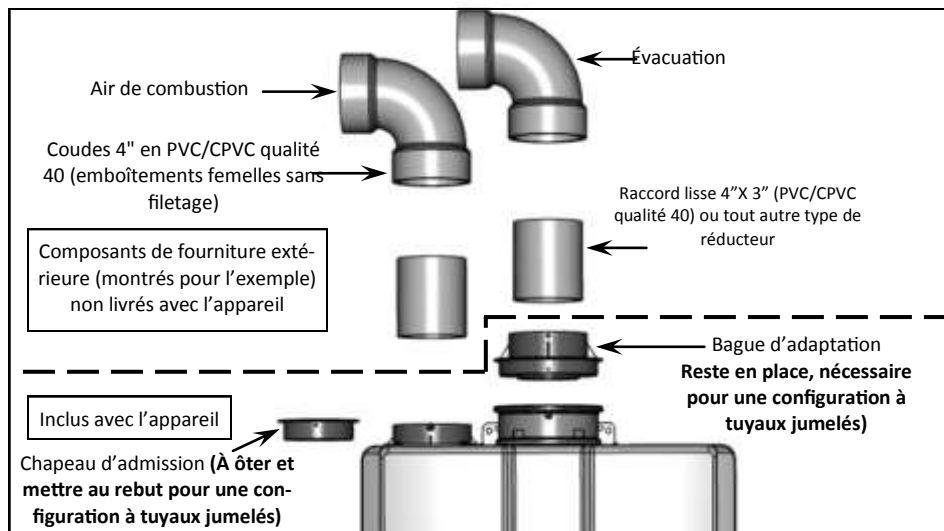 Évacuation
Air de combustion
Coudes 4" en PVC/CPVC qualité
40 (emboîtements femelles sans
filetage)
Raccord lisse 4”X 3” (PVC/CPVC
qualité 40) ou tout autre type de
réducteur
Composants de fourniture exté-
rieure (montrés pour l’exemple)
non livrés avec l’appareil
Bague d’adaptation
Reste en place, nécessaire
pour une configuration à
tuyaux jumelés)
Inclus avec l’appareil
Chapeau d’admission (À ôter et
mettre au rebut pour une con-
figuration à tuyaux jumelés)